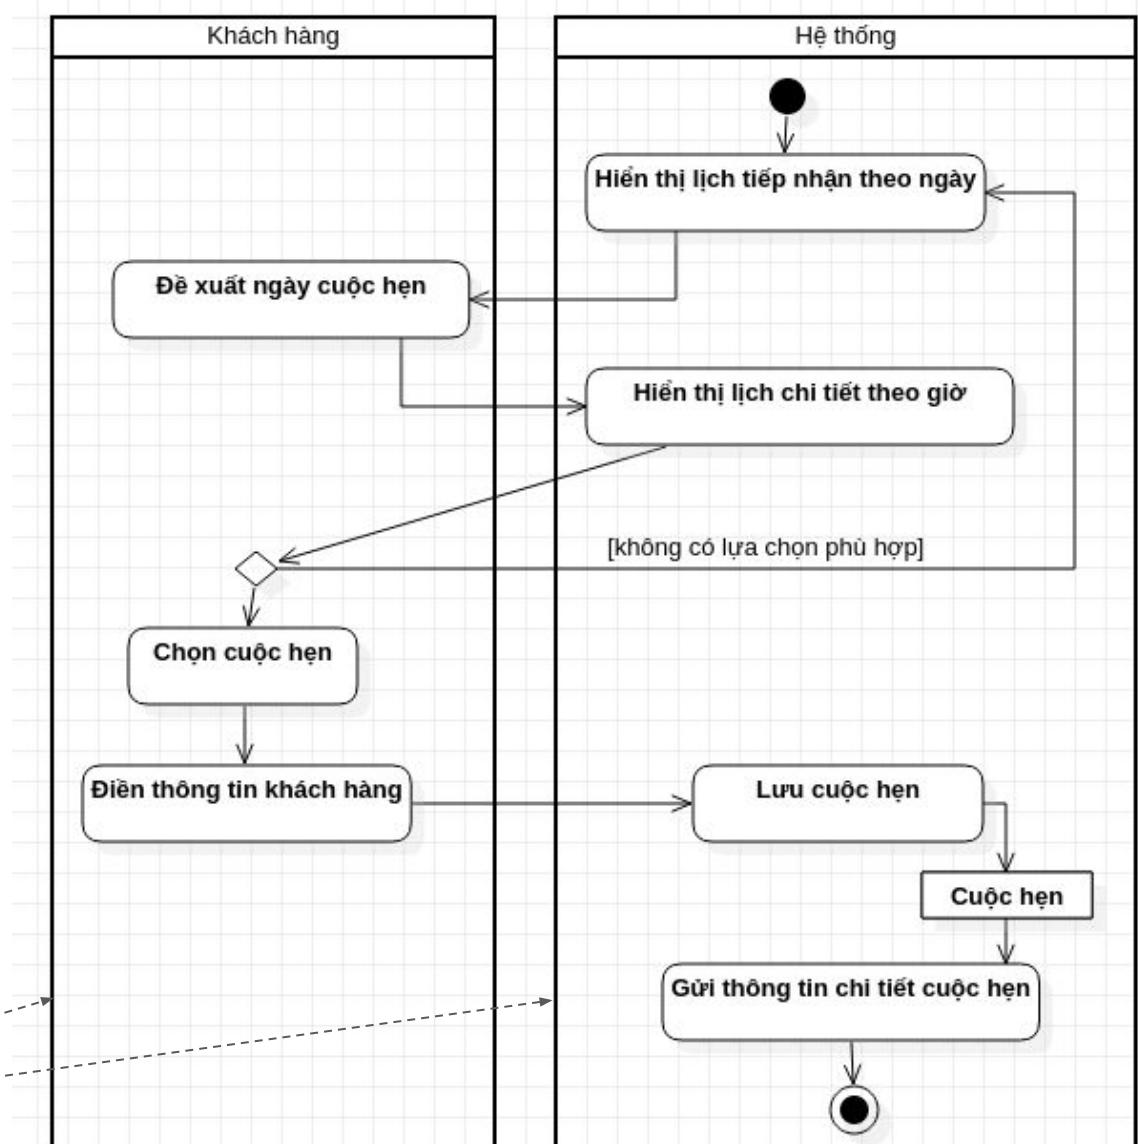 Khách hàng
Hệ thống
Hiển thị lịch tiếp nhận theo ngày
Đề xuất ngày cuộc hẹn
Hiển thị lịch chi tiết theo giờ
[không có lựa chọn phù hợp]
Chọn cuộc hẹn
Điền thông tin khách hàng
Lưu cuộc hẹn
Cuộc hẹn
Gửi thông tin chi tiết cuộc hẹn